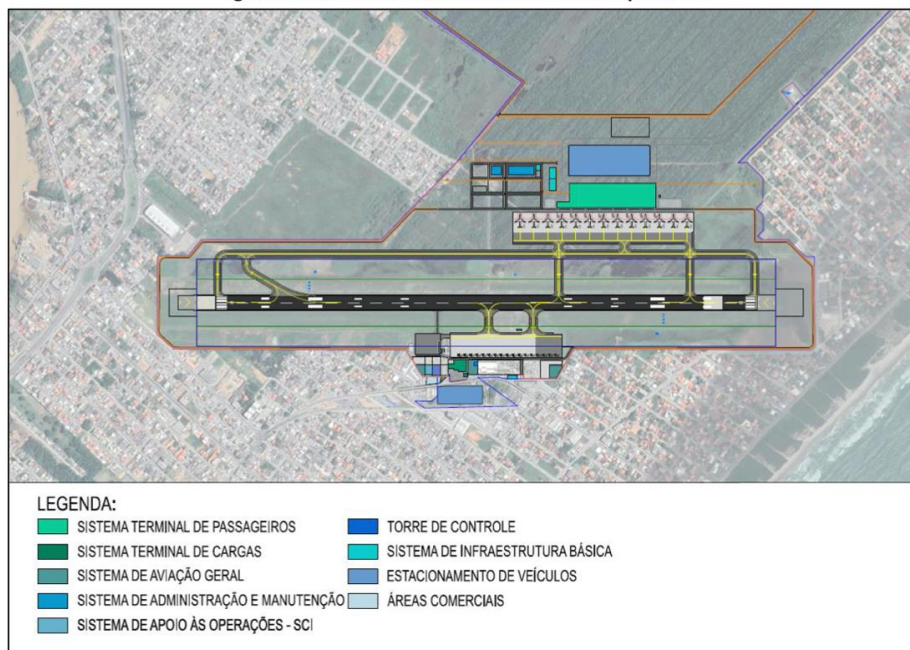 LEGENDA:
SISTEMA TERMINAL DE PASSAGEIROS
SISTEMA TERMINAL DE CARGAS
SISTEMA DE AVIAÇÃO GERAL
SISTEMA DE ADMINISTRAÇÃO E MANUTENÇÃO
SISTEMA DE APOIO ÀS OPERAÇÕES - SCI
TORRE DE CONTROLE
SISTEMA DE INFRAESTRUTURA BÁSICA
ESTACIONAMENTO DE VEÍCULOS
ÁREAS COMERCIAIS